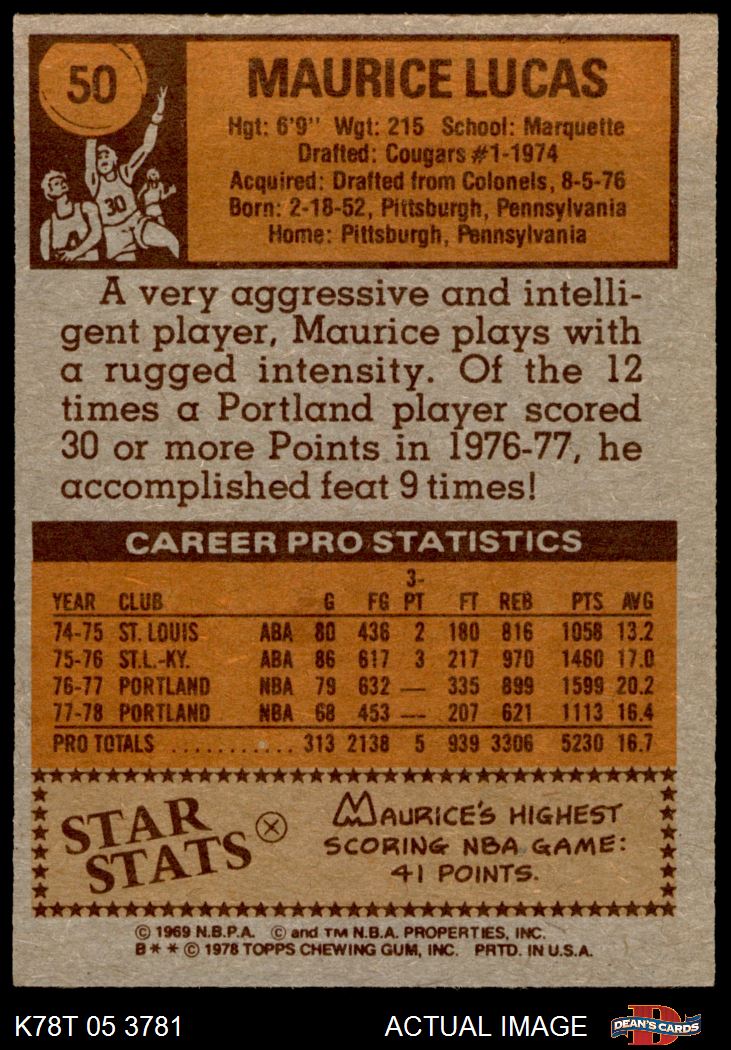 50
MAURICE LUCAS
Hgt: 6'9" Wgt: 215 School: Marquette
Drafted: Cougars #1-1974
Acquired: Drafted from Colonels, 8-5-76
Born: 2-18-52, Pittsburgh, Pennsylvania
Home: Pittsburgh, Pennsylvania
30
A very aggressive and intelli-
gent player, Maurice plays with
a rugged intensity. Of the 12
times a Portland player scored
30 or more Points in 1976-77, he
accomplished feat 9 times!
CAREER PRO STATISTICS
YEAR CLUB G FG 3-PT FT REB PTS AVG
74-75 ST. LOUIS ABA 80 436 2 180 816 1058 13.2
75-76 ST.L.-KY. ABA 86 617 3 217 970 1460 17.0
76-77 PORTLAND NBA 79 632 — 335 899 1599 20.2
77-78 PORTLAND NBA 68 453 — 207 621 1113 16.4
PRO TOTALS ........... 313 2138 5 939 3306 5230 16.7
STAR
STATS
MAURICE'S HIGHEST
SCORING NBA GAME:
41 POINTS.
© 1969 N.B.P.A. © and TM N.B.A. PROPERTIES, INC.
B** © 1978 TOPPS CHEWING GUM, INC. PRTD. IN U.S.A.
K78T 05 3781 ACTUAL IMAGE
D
DEAN'S CARDS